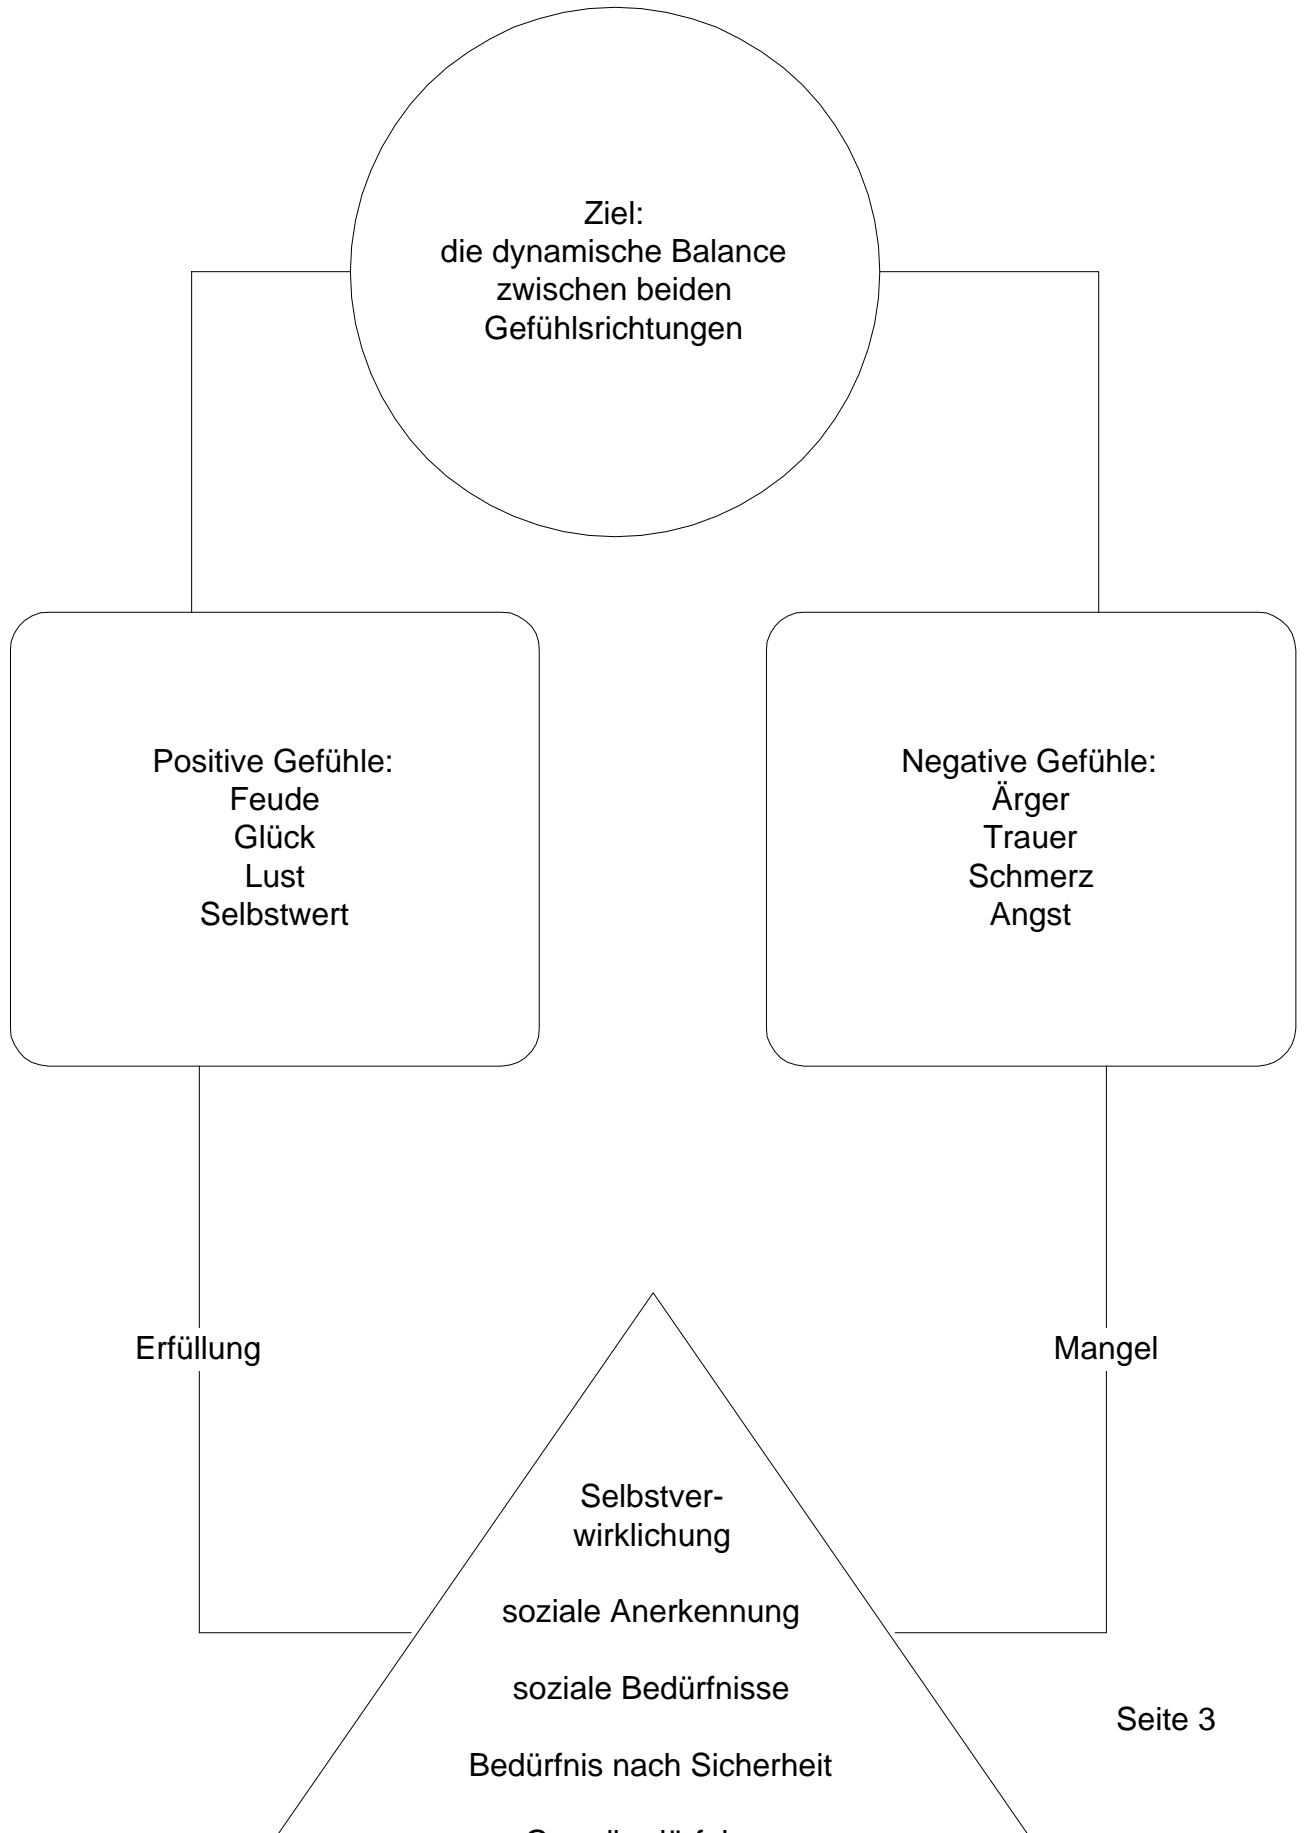 Ziel:
die dynamische Balance
zwischen beiden
Gefühlsrichtungen
Positive Gefühle:
Feude
Glück
Lust
Selbstwert
Negative Gefühle:
Ärger
Trauer
Schmerz
Angst
Erfüllung
Mangel
Selbstver-
wirklichung
soziale Anerkennung
soziale Bedürfnisse
Seite 3
Bedürfnis nach Sicherheit